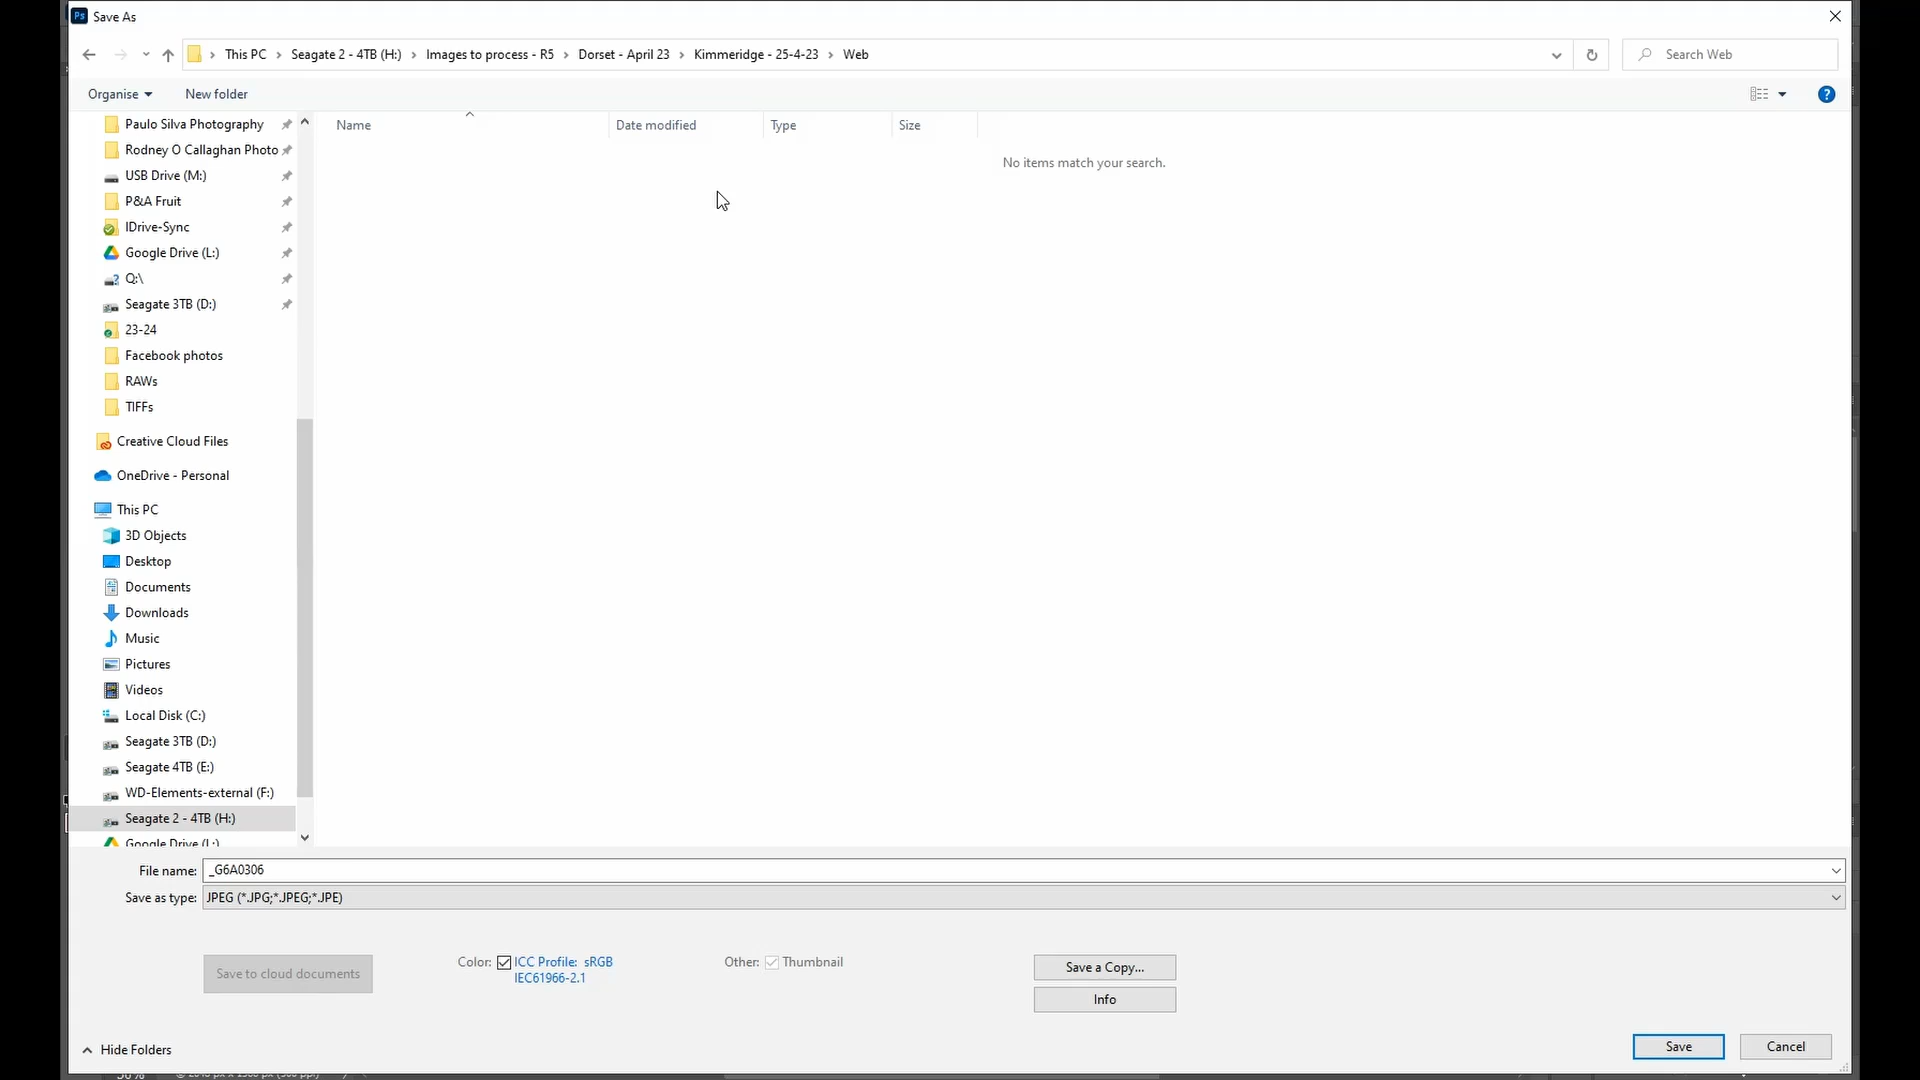 Ps Save As
This PC > Seagate 2 - 4TB (H:) > Images to process - R5 > Dorset - April 23 > Kimmeridge - 25-4-23 > Web
Search Web
Organise
New folder
Name
Date modified
Type
Size
No items match your search.
Paulo Silva Photography
Rodney O Callaghan Photo
USB Drive (M:)
P&A Fruit
IDrive-Sync
Google Drive (L:)
Q:\
Seagate 3TB (D:)
23-24
Facebook photos
RAWs
TIFFs
Creative Cloud Files
OneDrive - Personal
This PC
3D Objects
Desktop
Documents
Downloads
Music
Pictures
Videos
Local Disk (C:)
Seagate 3TB (D:)
Seagate 4TB (E:)
WD-Elements-external (F:)
Seagate 2 - 4TB (H:)
Google Drive (L:)
File name: _G6A0306
Save as type: JPEG (*.JPG;*.JPEG;*.JPE)
Save to cloud documents
Color: ICC Profile: sRGB
IEC61966-2.1
Other: Thumbnail
Save a Copy...
Info
Hide Folders
Save
Cancel